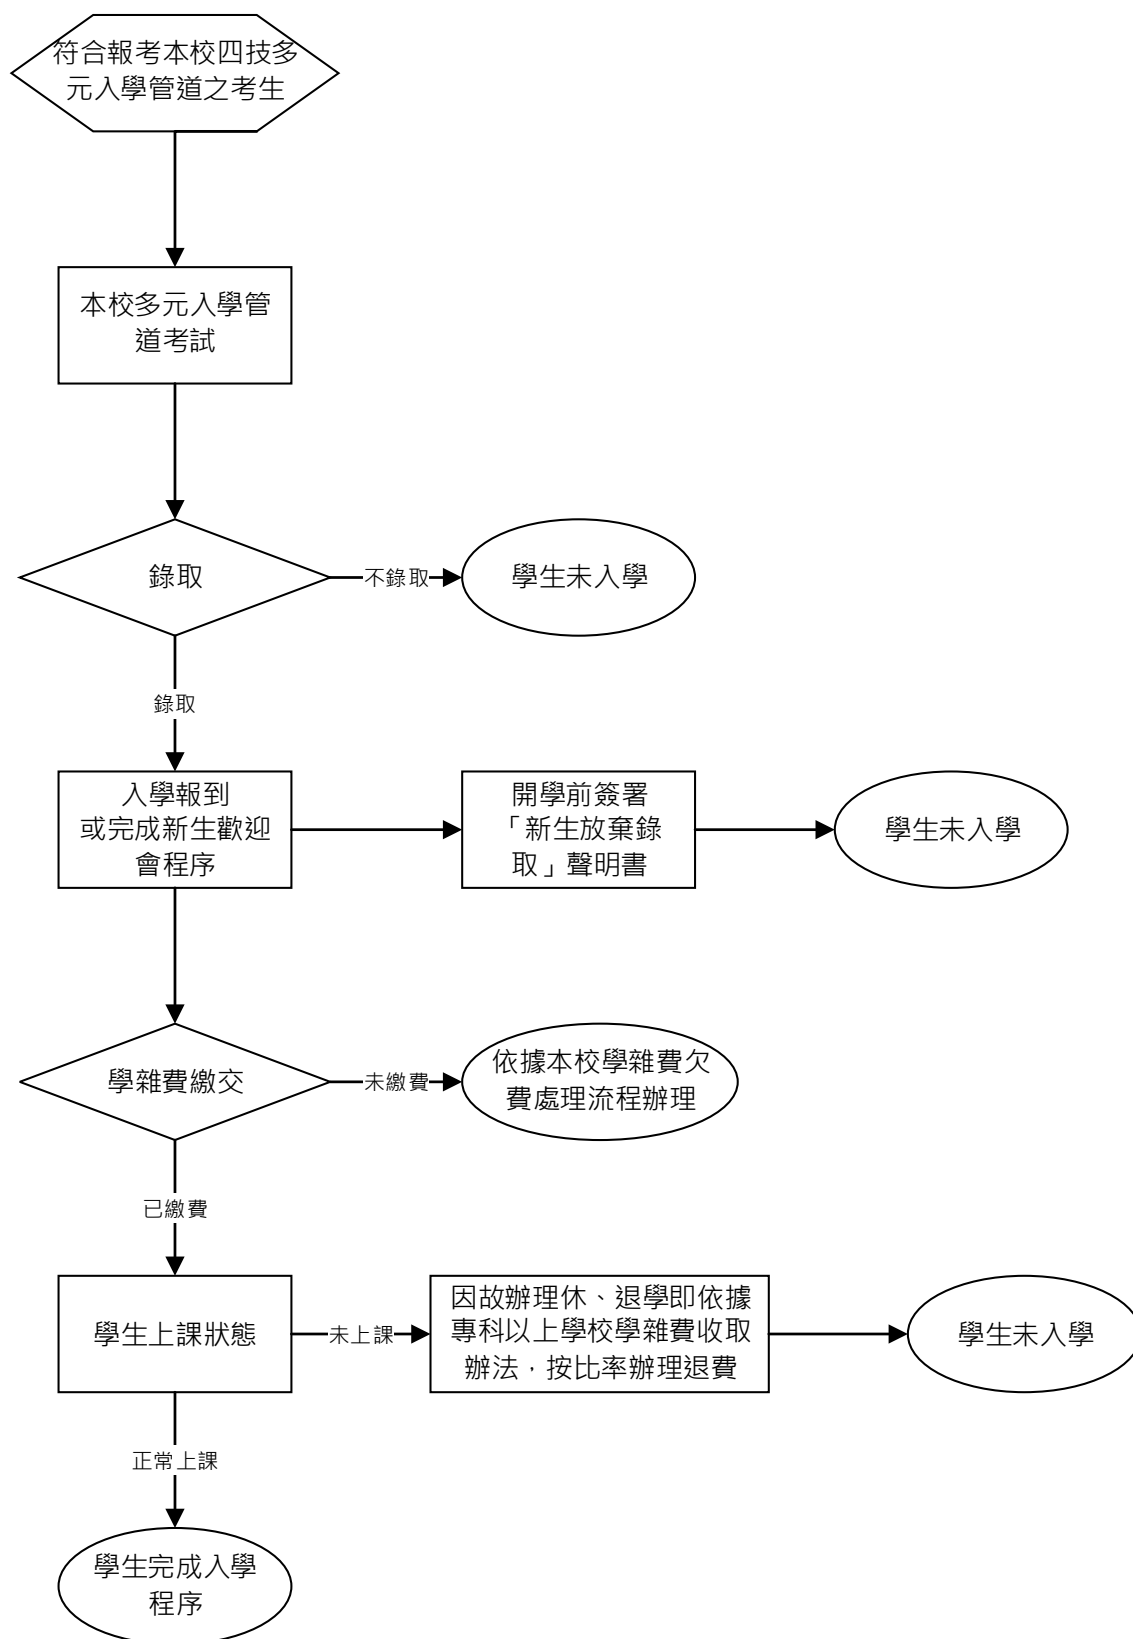 符合報考本校四技多
元入學管道之考生
本校多元入學管
道考試
錄取
不錄取
學生未入學
錄取
入學報到
或完成新生歡迎
會程序
開學前簽署
「新生放棄錄
取」聲明書
學生未入學
學雜費繳交
未繳費
依據本校學雜費欠
費處理流程辦理
已繳費
學生上課狀態
未上課
因故辦理休、退學即依據
專科以上學校學雜費收取
辦法，按比率辦理退費
學生未入學
正常上課
學生完成入學
程序